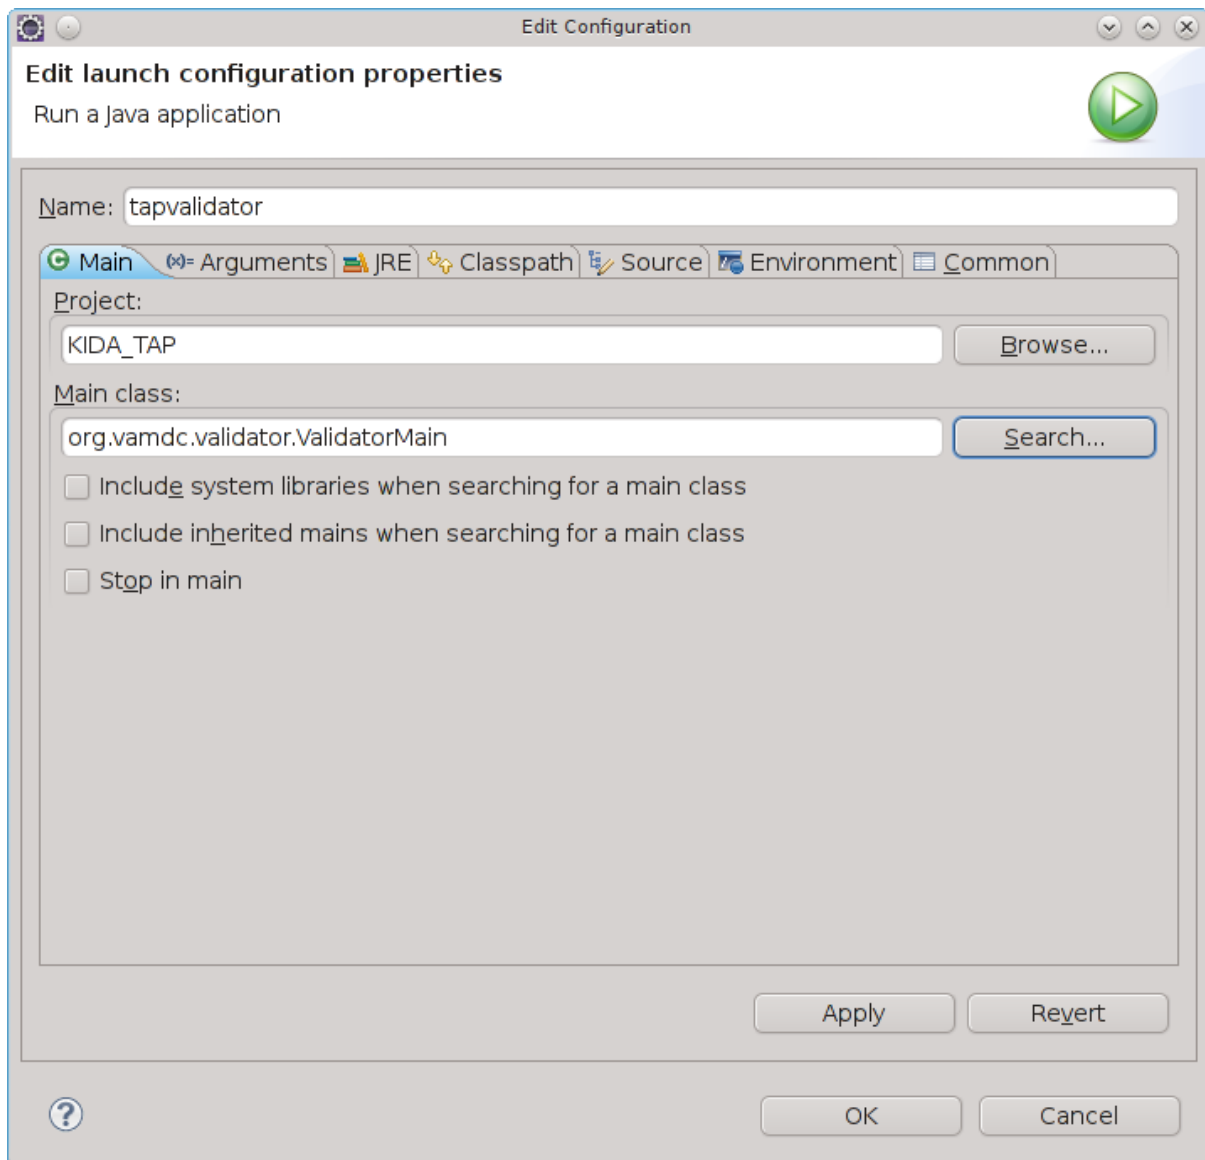 Edit Configuration
Edit launch configuration properties
Run a Java application
Name: tapvalidator
Main (x)= Arguments JRE Classpath Source Environment Common
Project:
KIDA_TAP Browse...
Main class:
org.vamdc.validator.ValidatorMain Search...
Include system libraries when searching for a main class
Include inherited mains when searching for a main class
Stop in main
Apply Revert
? OK Cancel